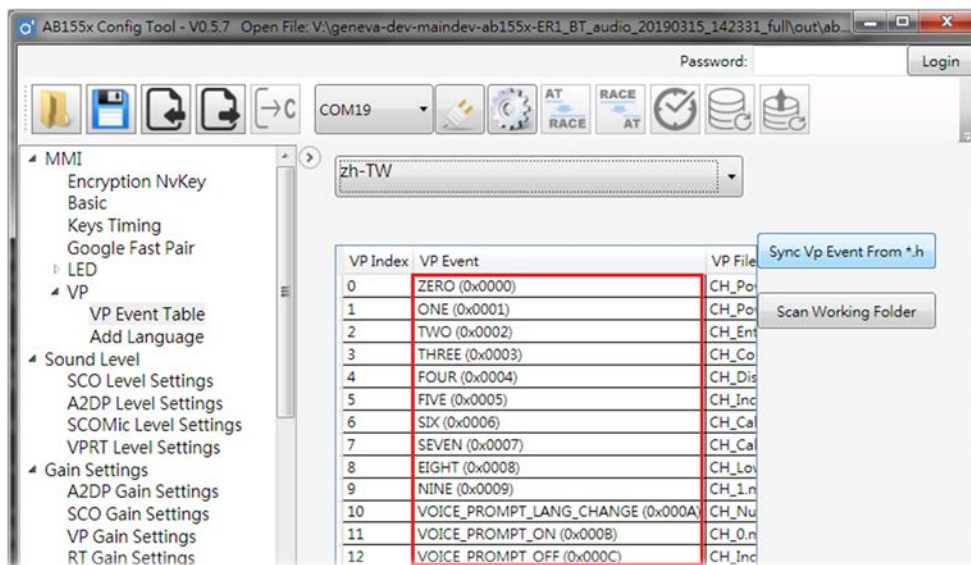 AB155x Config Tool - V0.5.7 Open File: V:\geneva-dev-maindev-ab155x-ER1_BT_audio_20190315_142331_full\out\ab...
Password: Login
COM19 AT RACE RACE AT
MMI
Encryption NvKey
Basic
Keys Timing
Google Fast Pair
LED
VP
VP Event Table
Add Language
Sound Level
SCO Level Settings
A2DP Level Settings
SCOMic Level Settings
VPRT Level Settings
Gain Settings
A2DP Gain Settings
SCO Gain Settings
VP Gain Settings
RT Gain Settings
zh-TW
VP Index VP Event VP File
0 ZERO (0x0000) CH_Po
1 ONE (0x0001) CH_Po
2 TWO (0x0002) CH_Ent
3 THREE (0x0003) CH_Co
4 FOUR (0x0004) CH_Dis
5 FIVE (0x0005) CH_Inc
6 SIX (0x0006) CH_Cal
7 SEVEN (0x0007) CH_Cal
8 EIGHT (0x0008) CH_Lo
9 NINE (0x0009) CH_1.n
10 VOICE_PROMPT_LANG_CHANGE (0x000A) CH_Nu
11 VOICE_PROMPT_ON (0x000B) CH_0.n
12 VOICE_PROMPT_OFF (0x000C) CH_Inc
Sync Vp Event From *.h
Scan Working Folder